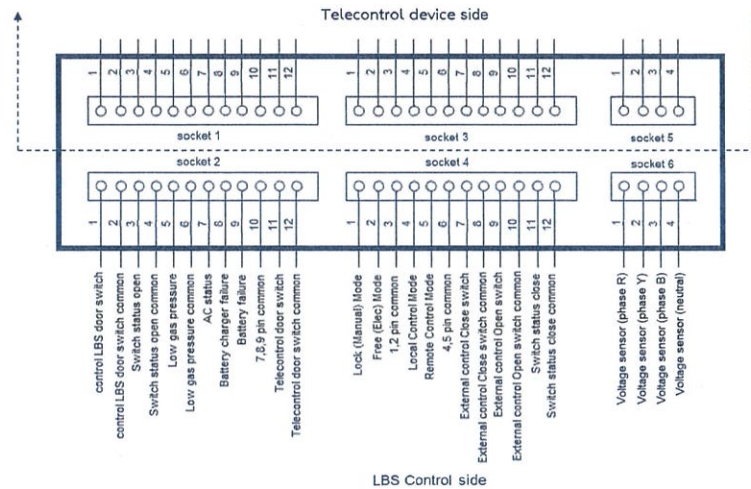 Telecontrol device side
1 2 3 4 5 6 7 8 9 10 11 12
1 2 3 4 5 6 7 8 9 10 11 12
1 2 3 4
socket 1
socket 3
socket 5
socket 2
socket 4
socket 6
1 2 3 4 5 6 7 8 9 10 11 12
1 2 3 4 5 6 7 8 9 10 11 12
1 2 3 4
control LBS door switch
control LBS door switch common
Switch status open
Switch status open common
Low gas pressure
Low gas pressure common
AC status
Battery charger failure
Battery failure
7,8,9 pin common
Telecontrol door switch
Telecontrol door switch common
Lock (Manual) Mode
Free (Elec) Mode
1,2 pin common
Local Control Mode
Remote Control Mode
4,5 pin common
External control Close switch
External control Close switch common
External control Open switch
External control Open switch common
Switch status close
Switch status close common
Voltage sensor (phase R)
Voltage sensor (phase Y)
Voltage sensor (phase B)
Voltage sensor (neutral)
LBS Control side